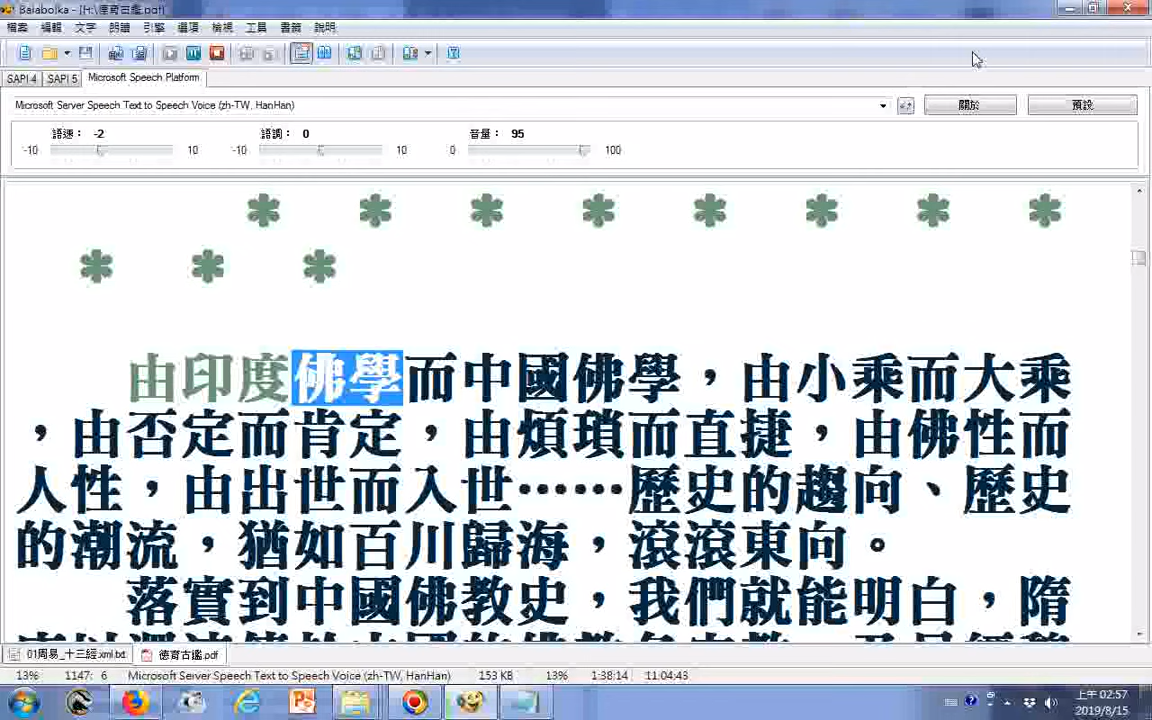 Balabolka - [H:\德育古鑑.pdf]
檔案 編輯 文字 朗讀 引擎 選項 檢視 工具 書籤 說明
SAPI 4 SAPI 5 Microsoft Speech Platform
Microsoft Server Speech Text to Speech Voice (zh-TW, HanHan) 關於 預設
語速： -2 語調： 0 音量： 95
-10 10 -10 10 0 100
由印度佛學而中國佛學，由小乘而大乘
，由否定而肯定，由煩瑣而直捷，由佛性而
人性，由出世而入世……歷史的趨向、歷史
的潮流，猶如百川歸海，滾滾東向。
落實到中國佛教史，我們就能明白，隋
01周易_十三經.xml.txt 德育古鑑.pdf
13% 1147: 6 Microsoft Server Speech Text to Speech Voice (zh-TW, HanHan) 153 KB 13% 1:38:14 11:04:43
上午 02:57
2019/8/15